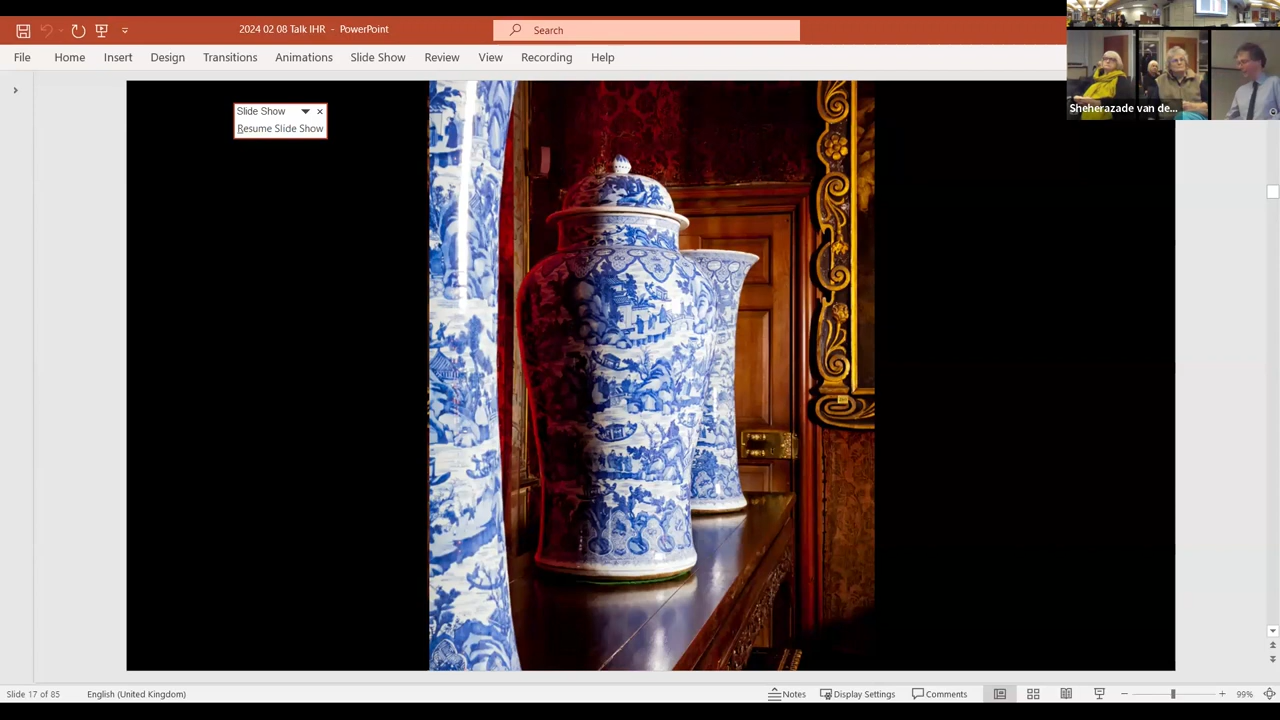 2024 02 08 Talk IHR - PowerPoint
Search
File Home Insert Design Transitions Animations Slide Show Review View Recording Help
Sheherazade van de...
Slide Show
Resume Slide Show
Slide 17 of 85 English (United Kingdom) Notes Display Settings Comments 99%